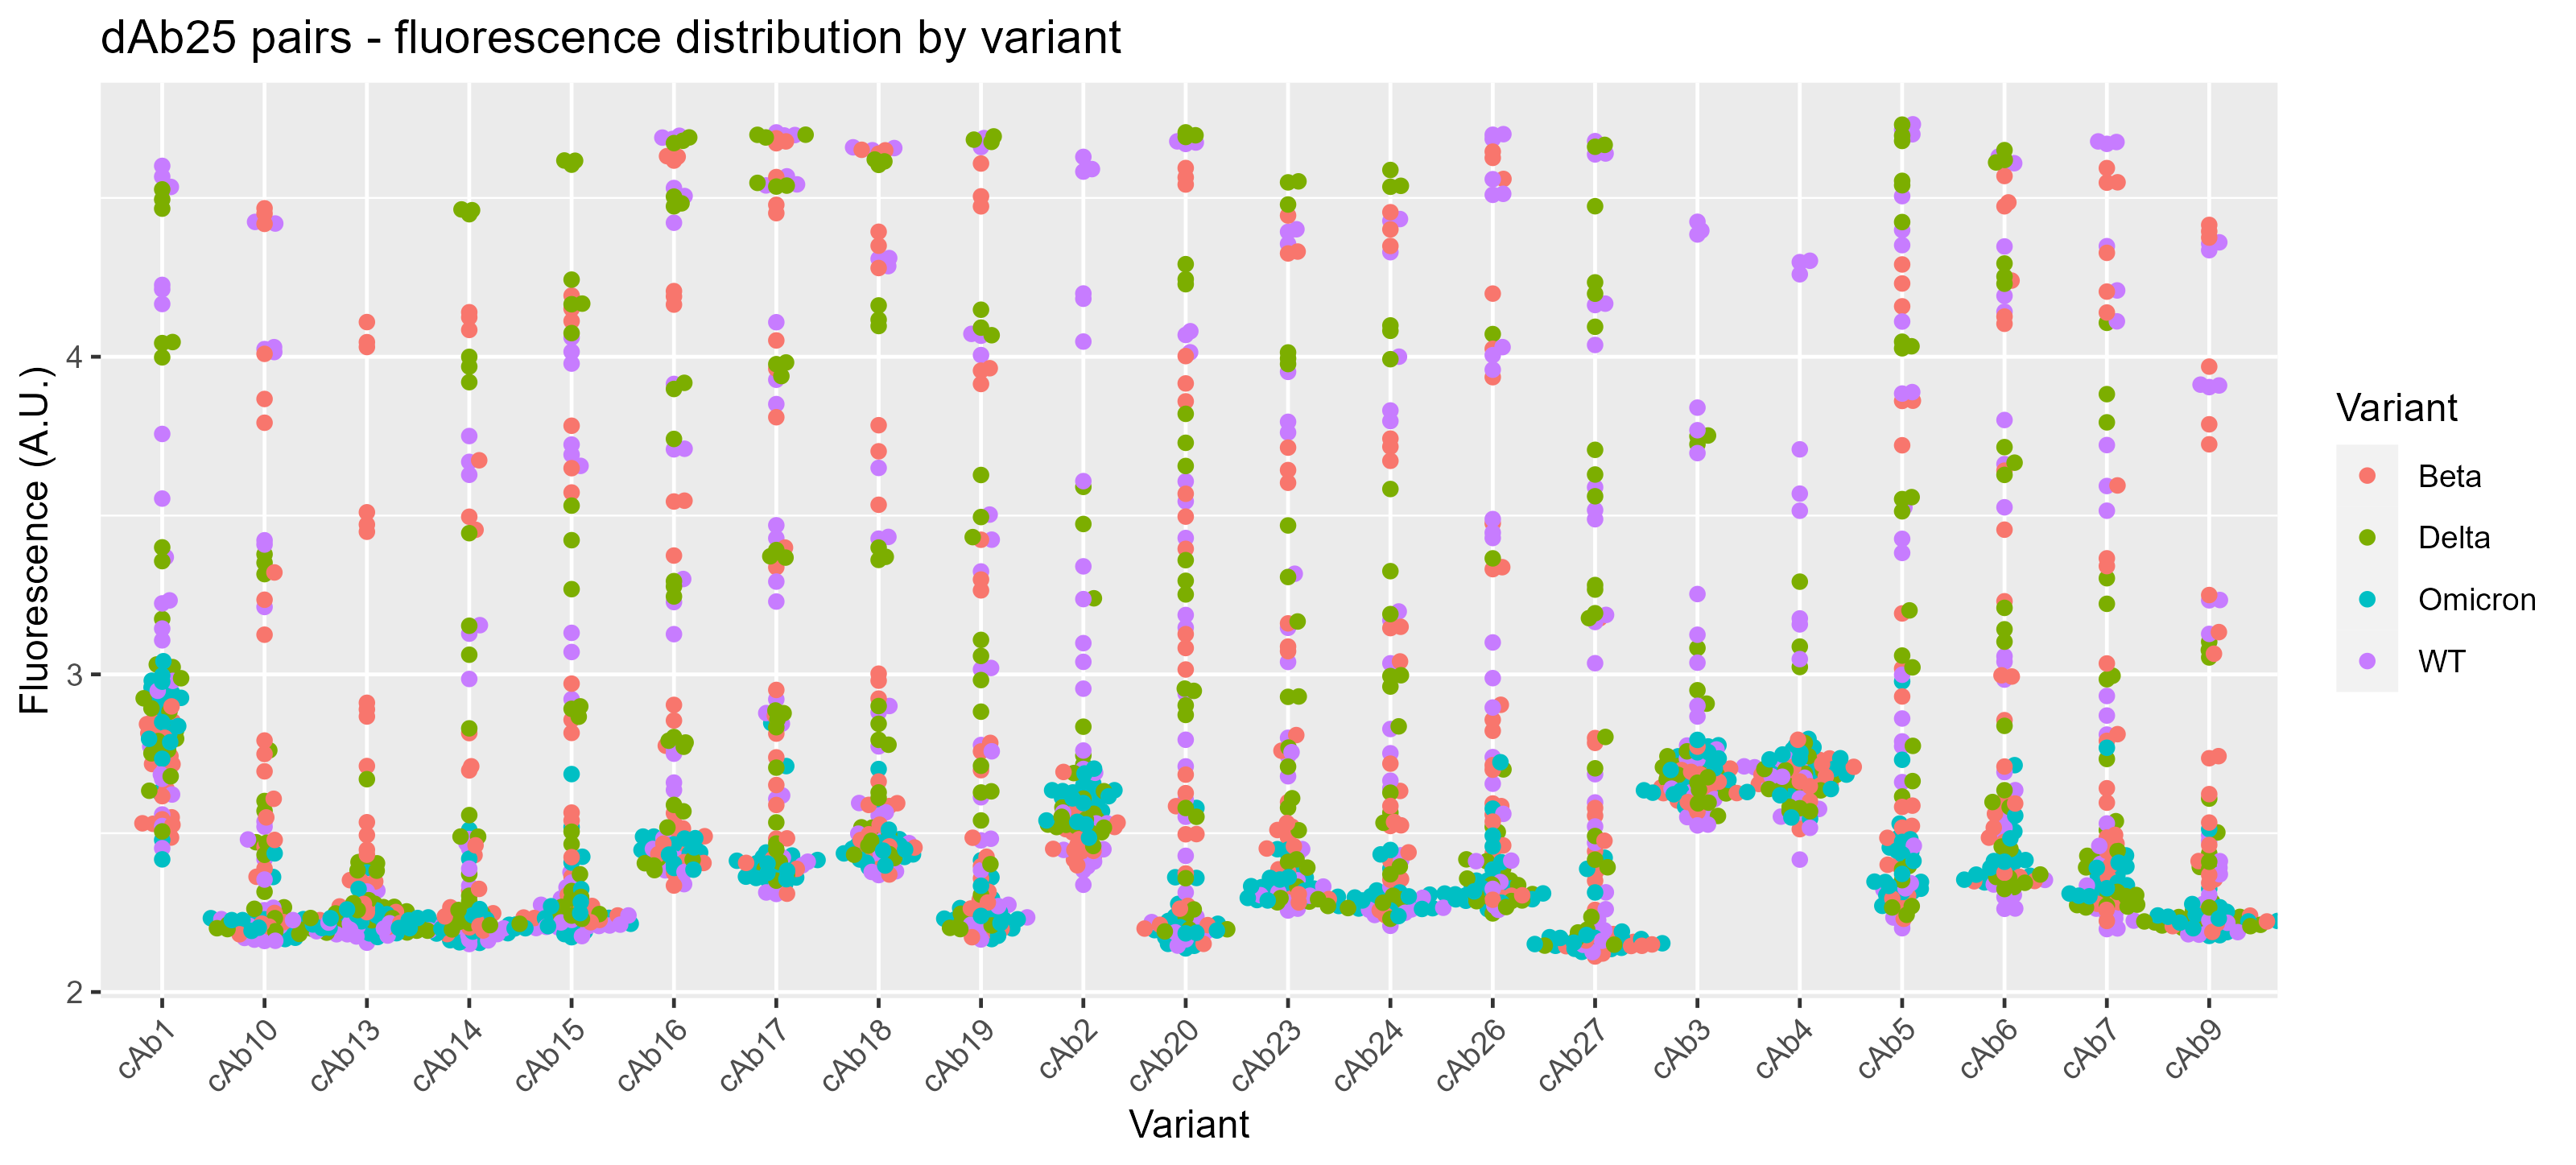 dAb25 pairs - fluorescence distribution by variant
Fluorescence (A.U.)
4
3
2
cAb1
cAb10
cAb13
cAb14
cAb15
cAb16
cAb17
cAb18
cAb19
cAb2
cAb20
cAb23
cAb24
cAb26
cAb27
cAb3
cAb4
cAb5
cAb6
cAb7
cAb9
Variant
Variant
Beta
Delta
Omicron
WT